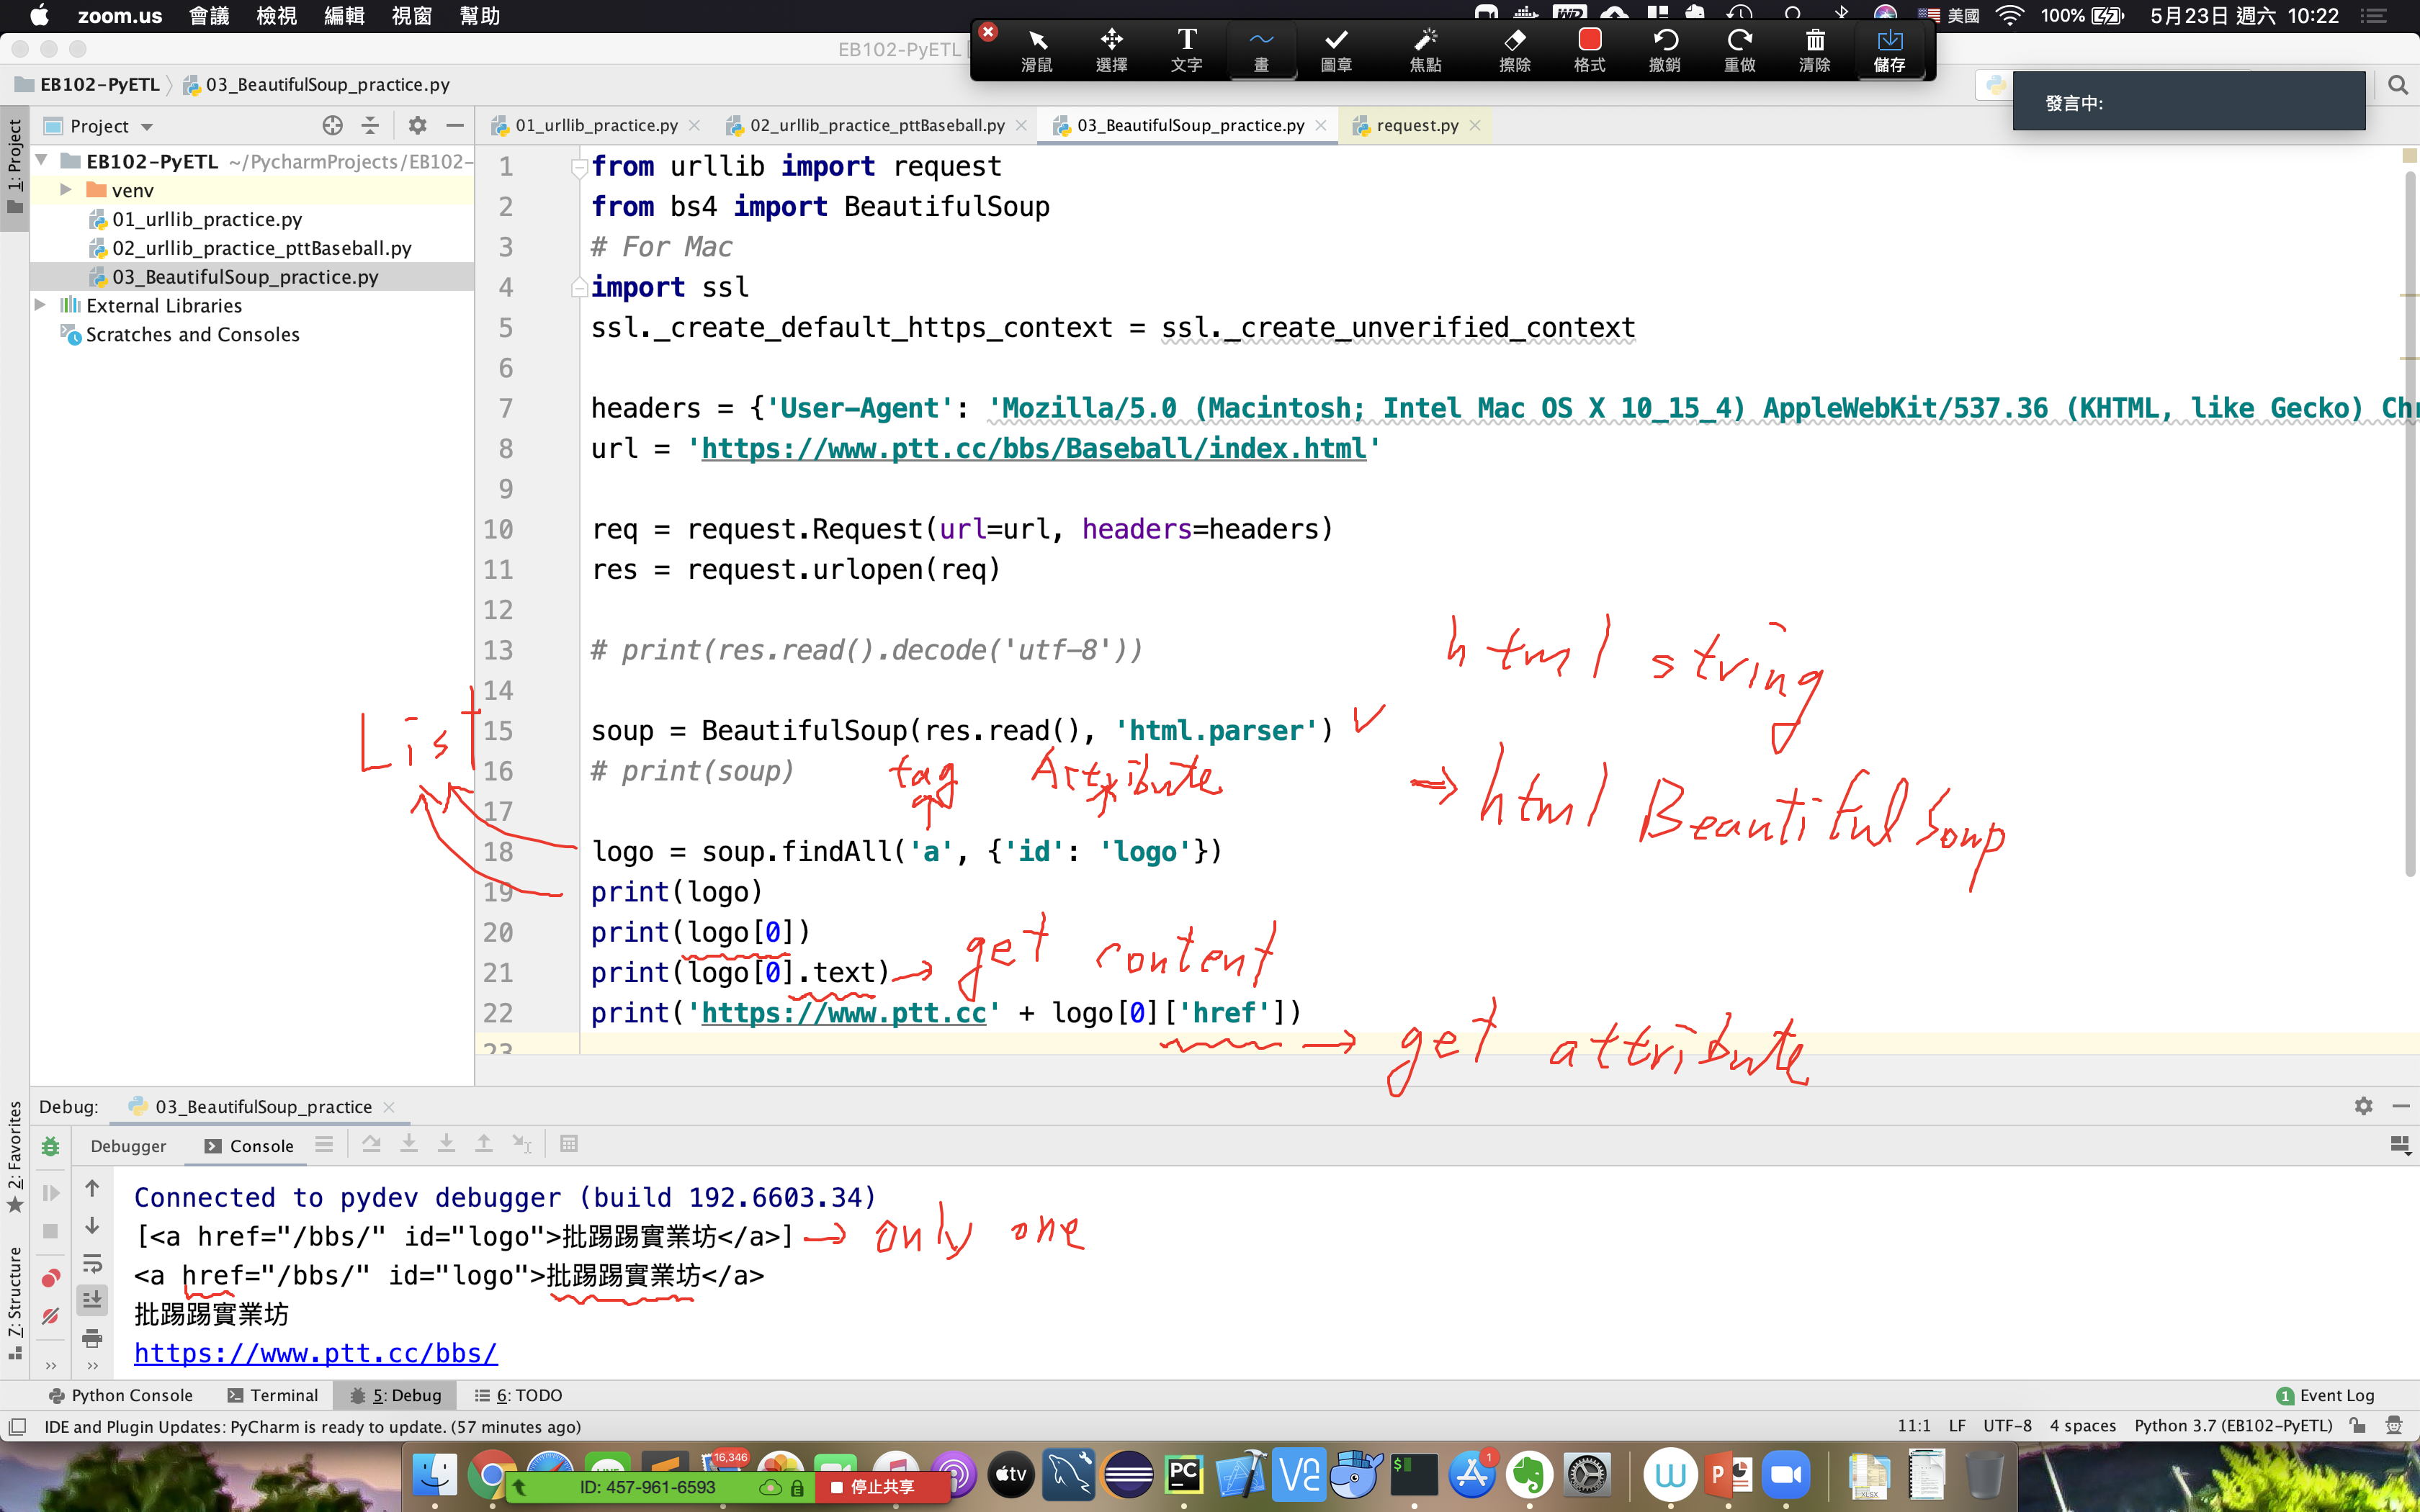 zoom.us 會議 檢視 編輯 視窗 幫助
美國 100% 5月23日 週六 10:22
EB102-PyETL
滑鼠 選擇 文字 畫 圖章 焦點 擦除 格式 撤銷 重做 清除 儲存
發言中:
EB102-PyETL 03_BeautifulSoup_practice.py
1: Project
Project
01_urllib_practice.py 02_urllib_practice_pttBaseball.py 03_BeautifulSoup_practice.py request.py
EB102-PyETL ~/PycharmProjects/EB102-
venv
01_urllib_practice.py
02_urllib_practice_pttBaseball.py
03_BeautifulSoup_practice.py
External Libraries
Scratches and Consoles
1 from urllib import request
2 from bs4 import BeautifulSoup
3 # For Mac
4 import ssl
5 ssl._create_default_https_context = ssl._create_unverified_context
6
7 headers = {'User-Agent': 'Mozilla/5.0 (Macintosh; Intel Mac OS X 10_15_4) AppleWebKit/537.36 (KHTML, like Gecko) Chr
8 url = 'https://www.ptt.cc/bbs/Baseball/index.html'
9
10 req = request.Request(url=url, headers=headers)
11 res = request.urlopen(req)
12
13 # print(res.read().decode('utf-8'))
html string
14
15 soup = BeautifulSoup(res.read(), 'html.parser')
List
16 # print(soup)
tag Attribute
⇒ html BeautifulSoup
17
18 logo = soup.findAll('a', {'id': 'logo'})
19 print(logo)
20 print(logo[0])
21 print(logo[0].text) → get content
22 print('https://www.ptt.cc' + logo[0]['href'])
→ get attribute
23
Debug: 03_BeautifulSoup_practice
Debugger Console
2: Favorites
7: Structure
Connected to pydev debugger (build 192.6603.34)
[<a href="/bbs/" id="logo">批踢踢實業坊</a>] → only one
<a href="/bbs/" id="logo">批踢踢實業坊</a>
批踢踢實業坊
https://www.ptt.cc/bbs/
Python Console Terminal 5: Debug 6: TODO 1 Event Log
IDE and Plugin Updates: PyCharm is ready to update. (57 minutes ago) 11:1 LF UTF-8 4 spaces Python 3.7 (EB102-PyETL)
16,346
tv
PC
1
ID: 457-961-6593 停止共享